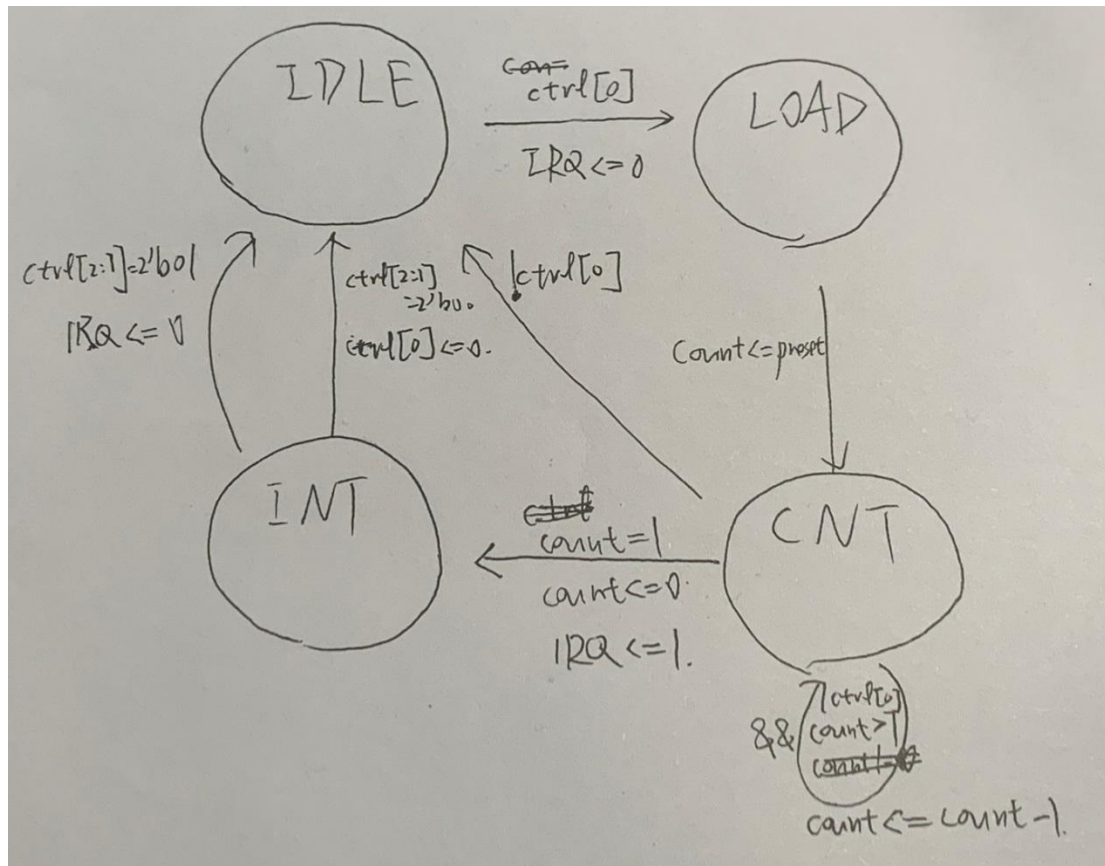 IDLE
ctrl[0]
IRQ<=0
LOAD
ctrl[2:1]=2'b01
IRQ<=0
ctrl[2:1]
=2'b00
ctrl[0]<=0.
!ctrl[0]
Count<=preset
INT
count=1
count<=0.
IRQ<=1.
CNT
ctrl[0]
&& count>1
count<=count-1.